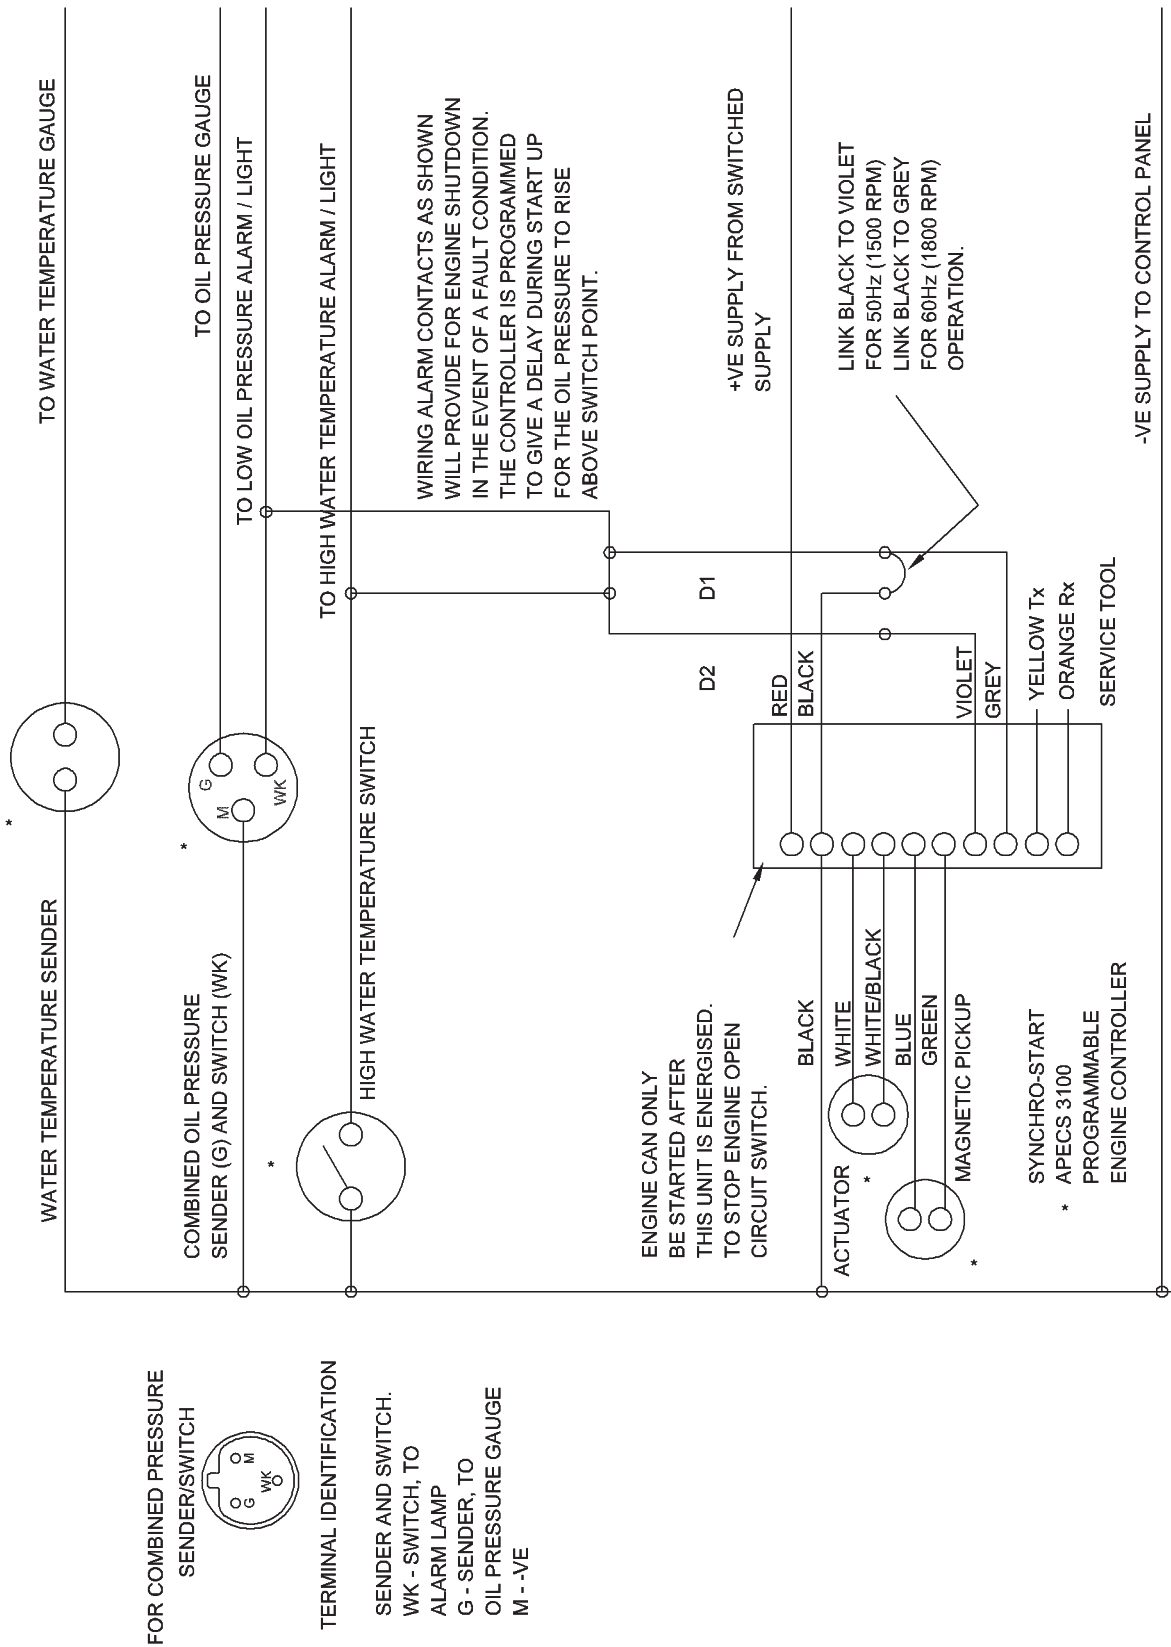 FOR COMBINED PRESSURE
SENDER/SWITCH
G
M
WK
TERMINAL IDENTIFICATION
SENDER AND SWITCH.
WK - SWITCH, TO
ALARM LAMP
G - SENDER, TO
OIL PRESSURE GAUGE
M - -VE
WATER TEMPERATURE SENDER
*
TO WATER TEMPERATURE GAUGE
COMBINED OIL PRESSURE
SENDER (G) AND SWITCH (WK)
*
M
G
WK
TO OIL PRESSURE GAUGE
TO LOW OIL PRESSURE ALARM / LIGHT
*
HIGH WATER TEMPERATURE SWITCH
TO HIGH WATER TEMPERATURE ALARM / LIGHT
WIRING ALARM CONTACTS AS SHOWN
WILL PROVIDE FOR ENGINE SHUTDOWN
IN THE EVENT OF A FAULT CONDITION.
THE CONTROLLER IS PROGRAMMED
TO GIVE A DELAY DURING START UP
FOR THE OIL PRESSURE TO RISE
ABOVE SWITCH POINT.
ENGINE CAN ONLY
BE STARTED AFTER
THIS UNIT IS ENERGISED.
TO STOP ENGINE OPEN
CIRCUIT SWITCH.
D2
D1
+VE SUPPLY FROM SWITCHED
SUPPLY
RED
BLACK
BLACK
WHITE
WHITE/BLACK
BLUE
GREEN
ACTUATOR
*
MAGNETIC PICKUP
*
VIOLET
GREY
YELLOW Tx
ORANGE Rx
SERVICE TOOL
LINK BLACK TO VIOLET
FOR 50Hz (1500 RPM)
LINK BLACK TO GREY
FOR 60Hz (1800 RPM)
OPERATION.
SYNCHRO-START
* APECS 3100
PROGRAMMABLE
ENGINE CONTROLLER
-VE SUPPLY TO CONTROL PANEL